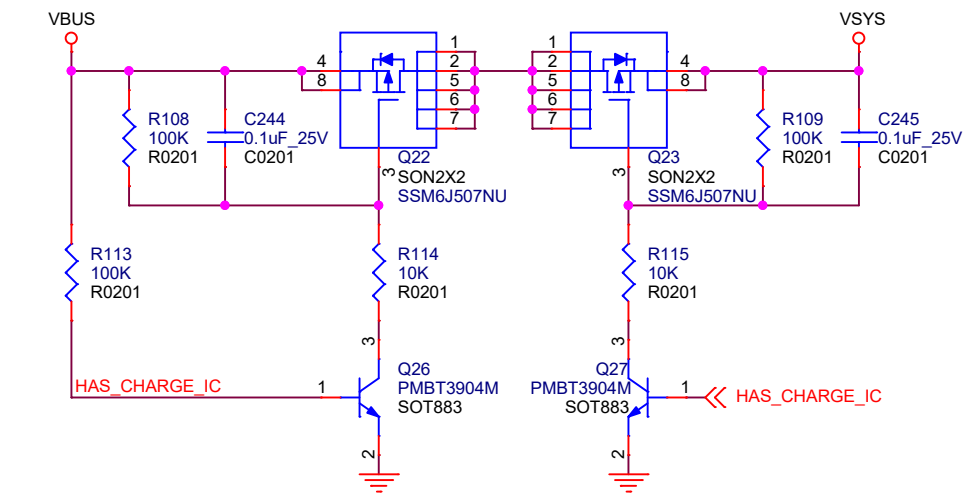 VBUS
VSYS
4
8
1
2
5
6
7
1
2
5
6
7
4
8
R108
100K
R0201
C244
0.1uF_25V
C0201
3
Q22
SON2X2
SSM6J507NU
3
Q23
SON2X2
SSM6J507NU
R109
100K
R0201
C245
0.1uF_25V
C0201
R113
100K
R0201
R114
10K
R0201
R115
10K
R0201
HAS_CHARGE_IC
1
3
Q26
PMBT3904M
SOT883
2
3
Q27
PMBT3904M
SOT883
2
1
HAS_CHARGE_IC